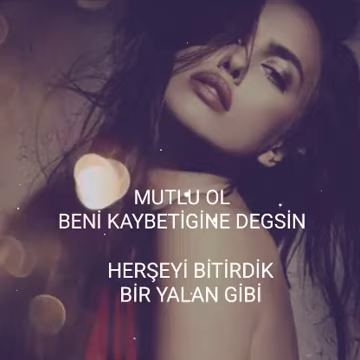 MUTLU OL
BENİ KAYBETİGİNE DEGSİN
HERŞEYİ BİTİRDİK
BİR YALAN GİBİ